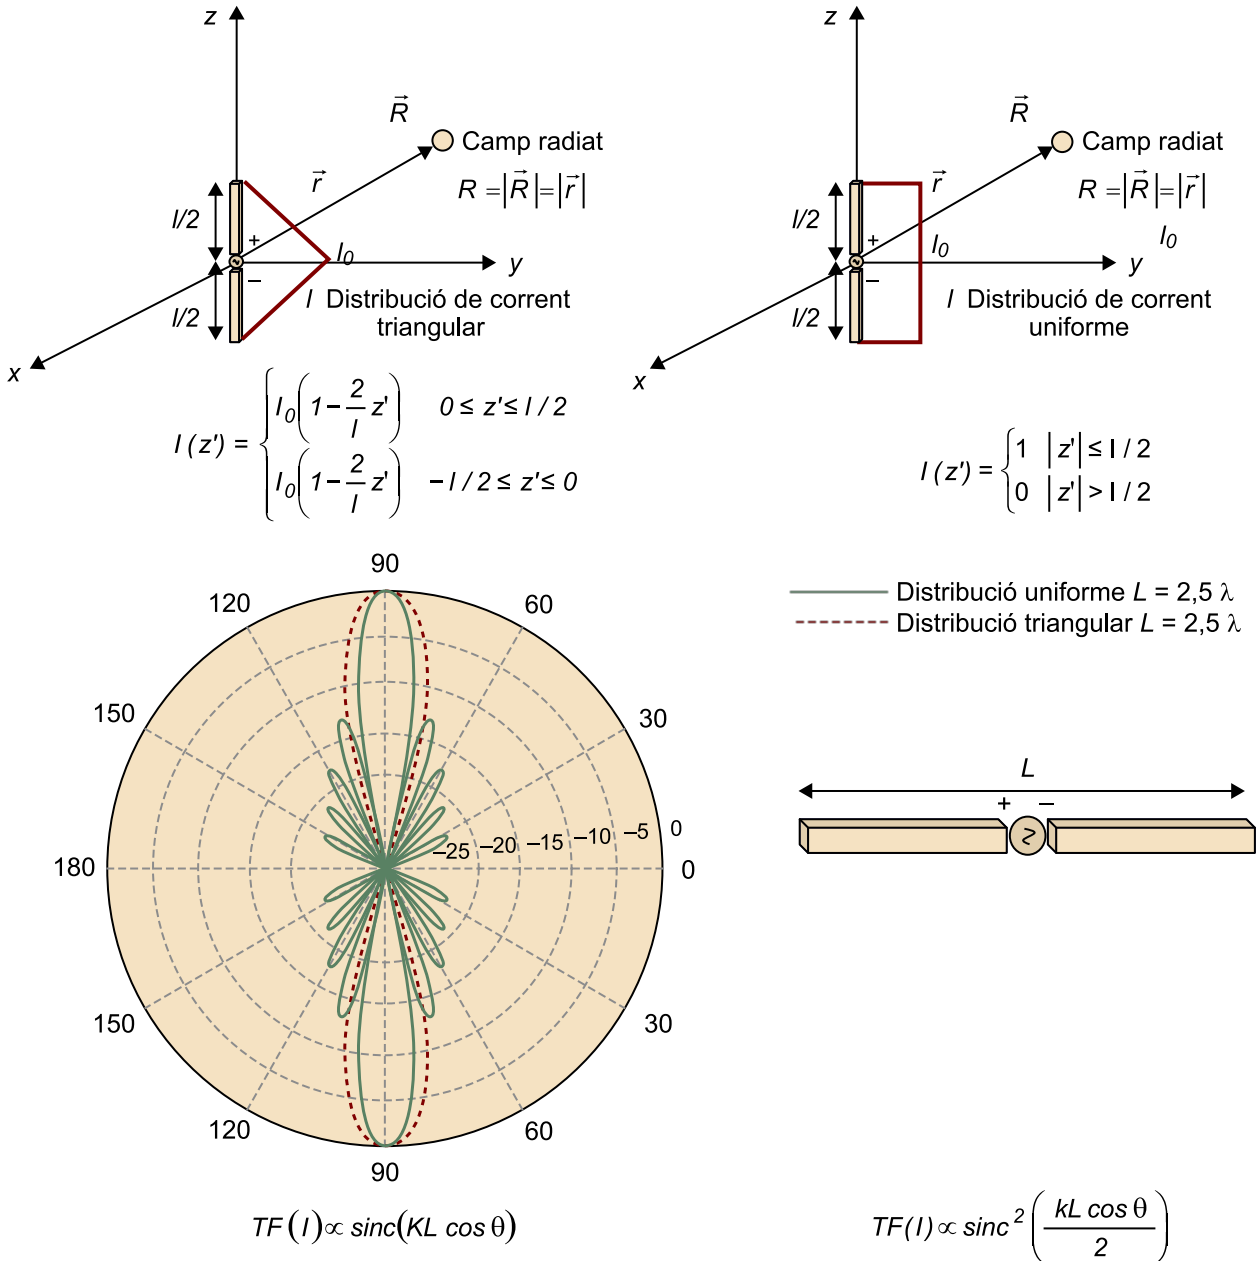 z
R⃗
Camp radiat
r⃗
R = |R⃗| = |r⃗|
l/2
+
I0
y
–
l/2
I Distribució de corrent
triangular
x
I (z') = { I0 (1 – 2/l z') 0 ≤ z' ≤ l / 2
I0 (1 – 2/l z') – l / 2 ≤ z' ≤ 0
z
R⃗
Camp radiat
r⃗
R = |R⃗| = |r⃗|
I0
l/2
+
I0
y
–
l/2
I Distribució de corrent
uniforme
x
I (z') = { 1 |z'| ≤ l / 2
0 |z'| > l / 2
90
120
60
150
30
180
–25 –20 –15 –10 –5 0
0
150
30
120
60
90
Distribució uniforme L = 2,5 λ
Distribució triangular L = 2,5 λ
L
+ –
TF (I) ∝ sinc(KL cos θ)
TF(I) ∝ sinc² (kL cos θ / 2)